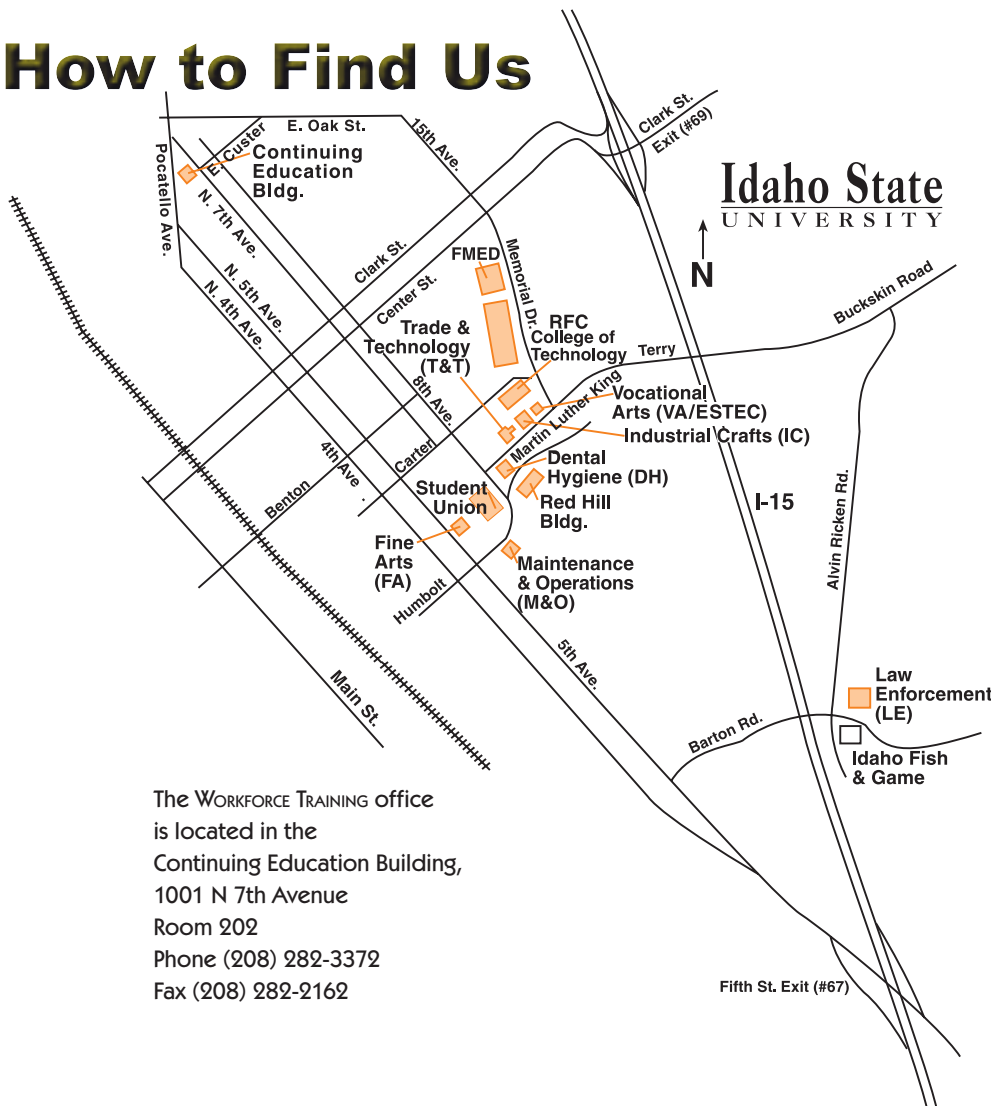 How to Find Us
Clark St.
Exit (#69)
E. Oak St.
15th Ave.
E. Custer
Continuing
Education
Bldg.
Pocatello Ave.
N. 7th Ave.
N. 5th Ave.
N. 4th Ave.
Idaho State
UNIVERSITY
N
Clark St.
Center St.
FMED
Memorial Dr.
Buckskin Road
Trade &
Technology
(T&T)
RFC
College of
Technology
Terry
8th Ave.
Martin Luther King
Vocational
Arts (VA/ESTEC)
Industrial Crafts (IC)
4th Ave.
Carter
Benton
Dental
Hygiene (DH)
Student
Union
Red Hill
Bldg.
I-15
Alvin Ricken Rd.
Fine
Arts
(FA)
Humbolt
Maintenance
& Operations
(M&O)
Main St.
5th Ave.
Barton Rd.
Law
Enforcement
(LE)
Idaho Fish
& Game
The WORKFORCE TRAINING office
is located in the
Continuing Education Building,
1001 N 7th Avenue
Room 202
Phone (208) 282-3372
Fax (208) 282-2162
Fifth St. Exit (#67)